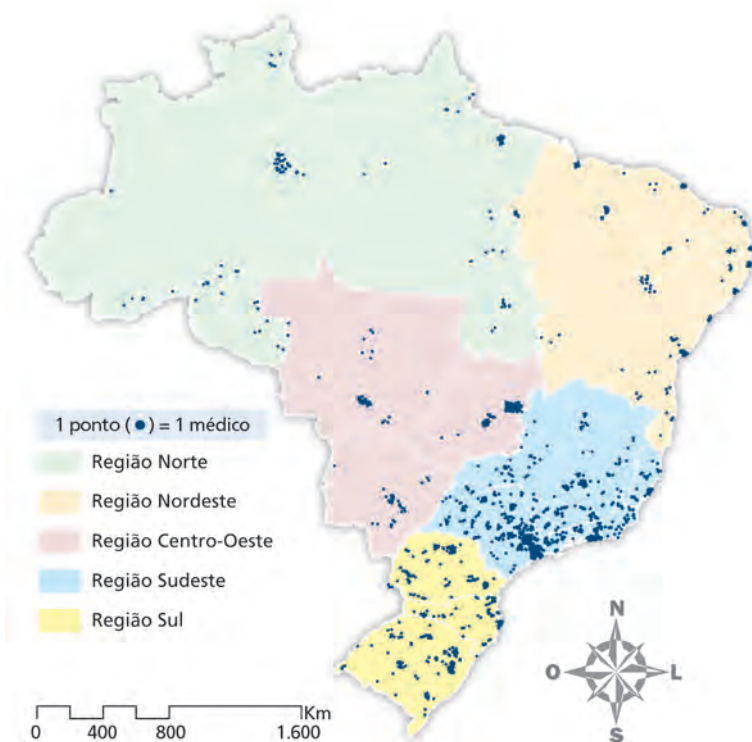 1 ponto (●) = 1 médico
Região Norte
Região Nordeste
Região Centro-Oeste
Região Sudeste
Região Sul
N
O L
S
Km
0 400 800 1.600